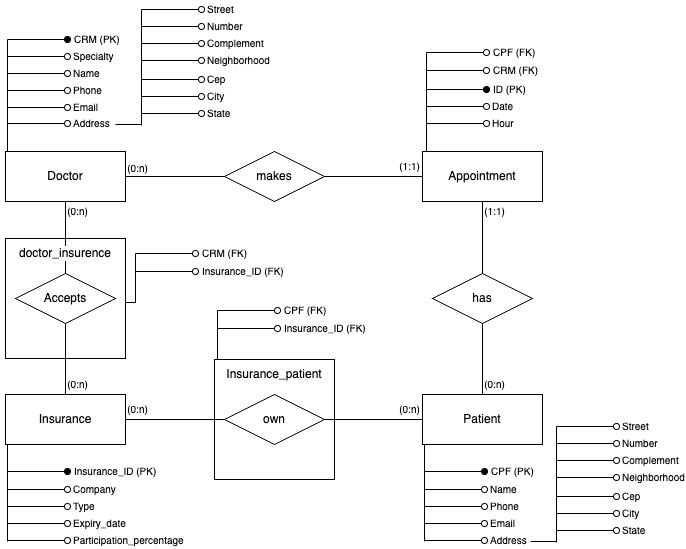 Street
Number
Complement
Neighborhood
Cep
City
State
CRM (PK)
Specialty
Name
Phone
Email
Address
CPF (FK)
CRM (FK)
ID (PK)
Date
Hour
Doctor
(0:n)
makes
(1:1)
Appointment
(0:n)
(1:1)
doctor_insurence
Accepts
CRM (FK)
Insurance_ID (FK)
has
CPF (FK)
Insurance_ID (FK)
Insurance_patient
own
(0:n)
Insurance
(0:n)
(0:n)
(0:n)
Patient
Insurance_ID (PK)
Company
Type
Expiry_date
Participation_percentage
CPF (PK)
Name
Phone
Email
Address
Street
Number
Complement
Neighborhood
Cep
City
State